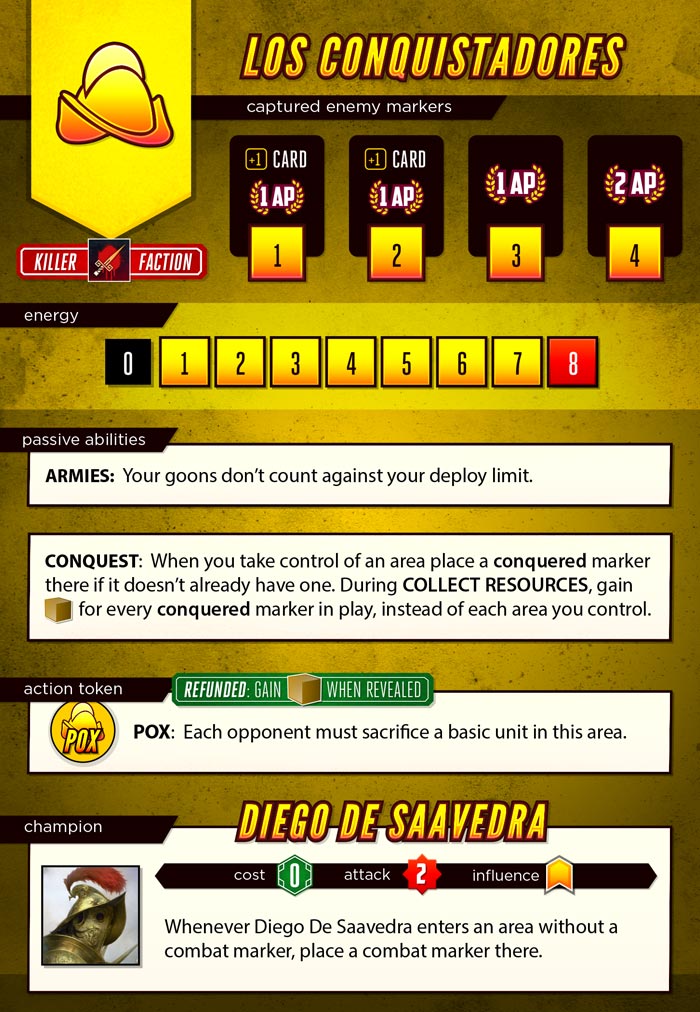 LOS CONQUISTADORES
captured enemy markers
+1 CARD
1 AP
1
+1 CARD
1 AP
2
1 AP
3
2 AP
4
KILLER FACTION
energy
0 1 2 3 4 5 6 7 8
passive abilities
ARMIES: Your goons don’t count against your deploy limit.
CONQUEST: When you take control of an area place a conquered marker
there if it doesn’t already have one. During COLLECT RESOURCES, gain
for every conquered marker in play, instead of each area you control.
action token
REFUNDED: GAIN WHEN REVEALED
POX
POX: Each opponent must sacrifice a basic unit in this area.
champion
DIEGO DE SAAVEDRA
cost 0 attack 2 influence
Whenever Diego De Saavedra enters an area without a
combat marker, place a combat marker there.